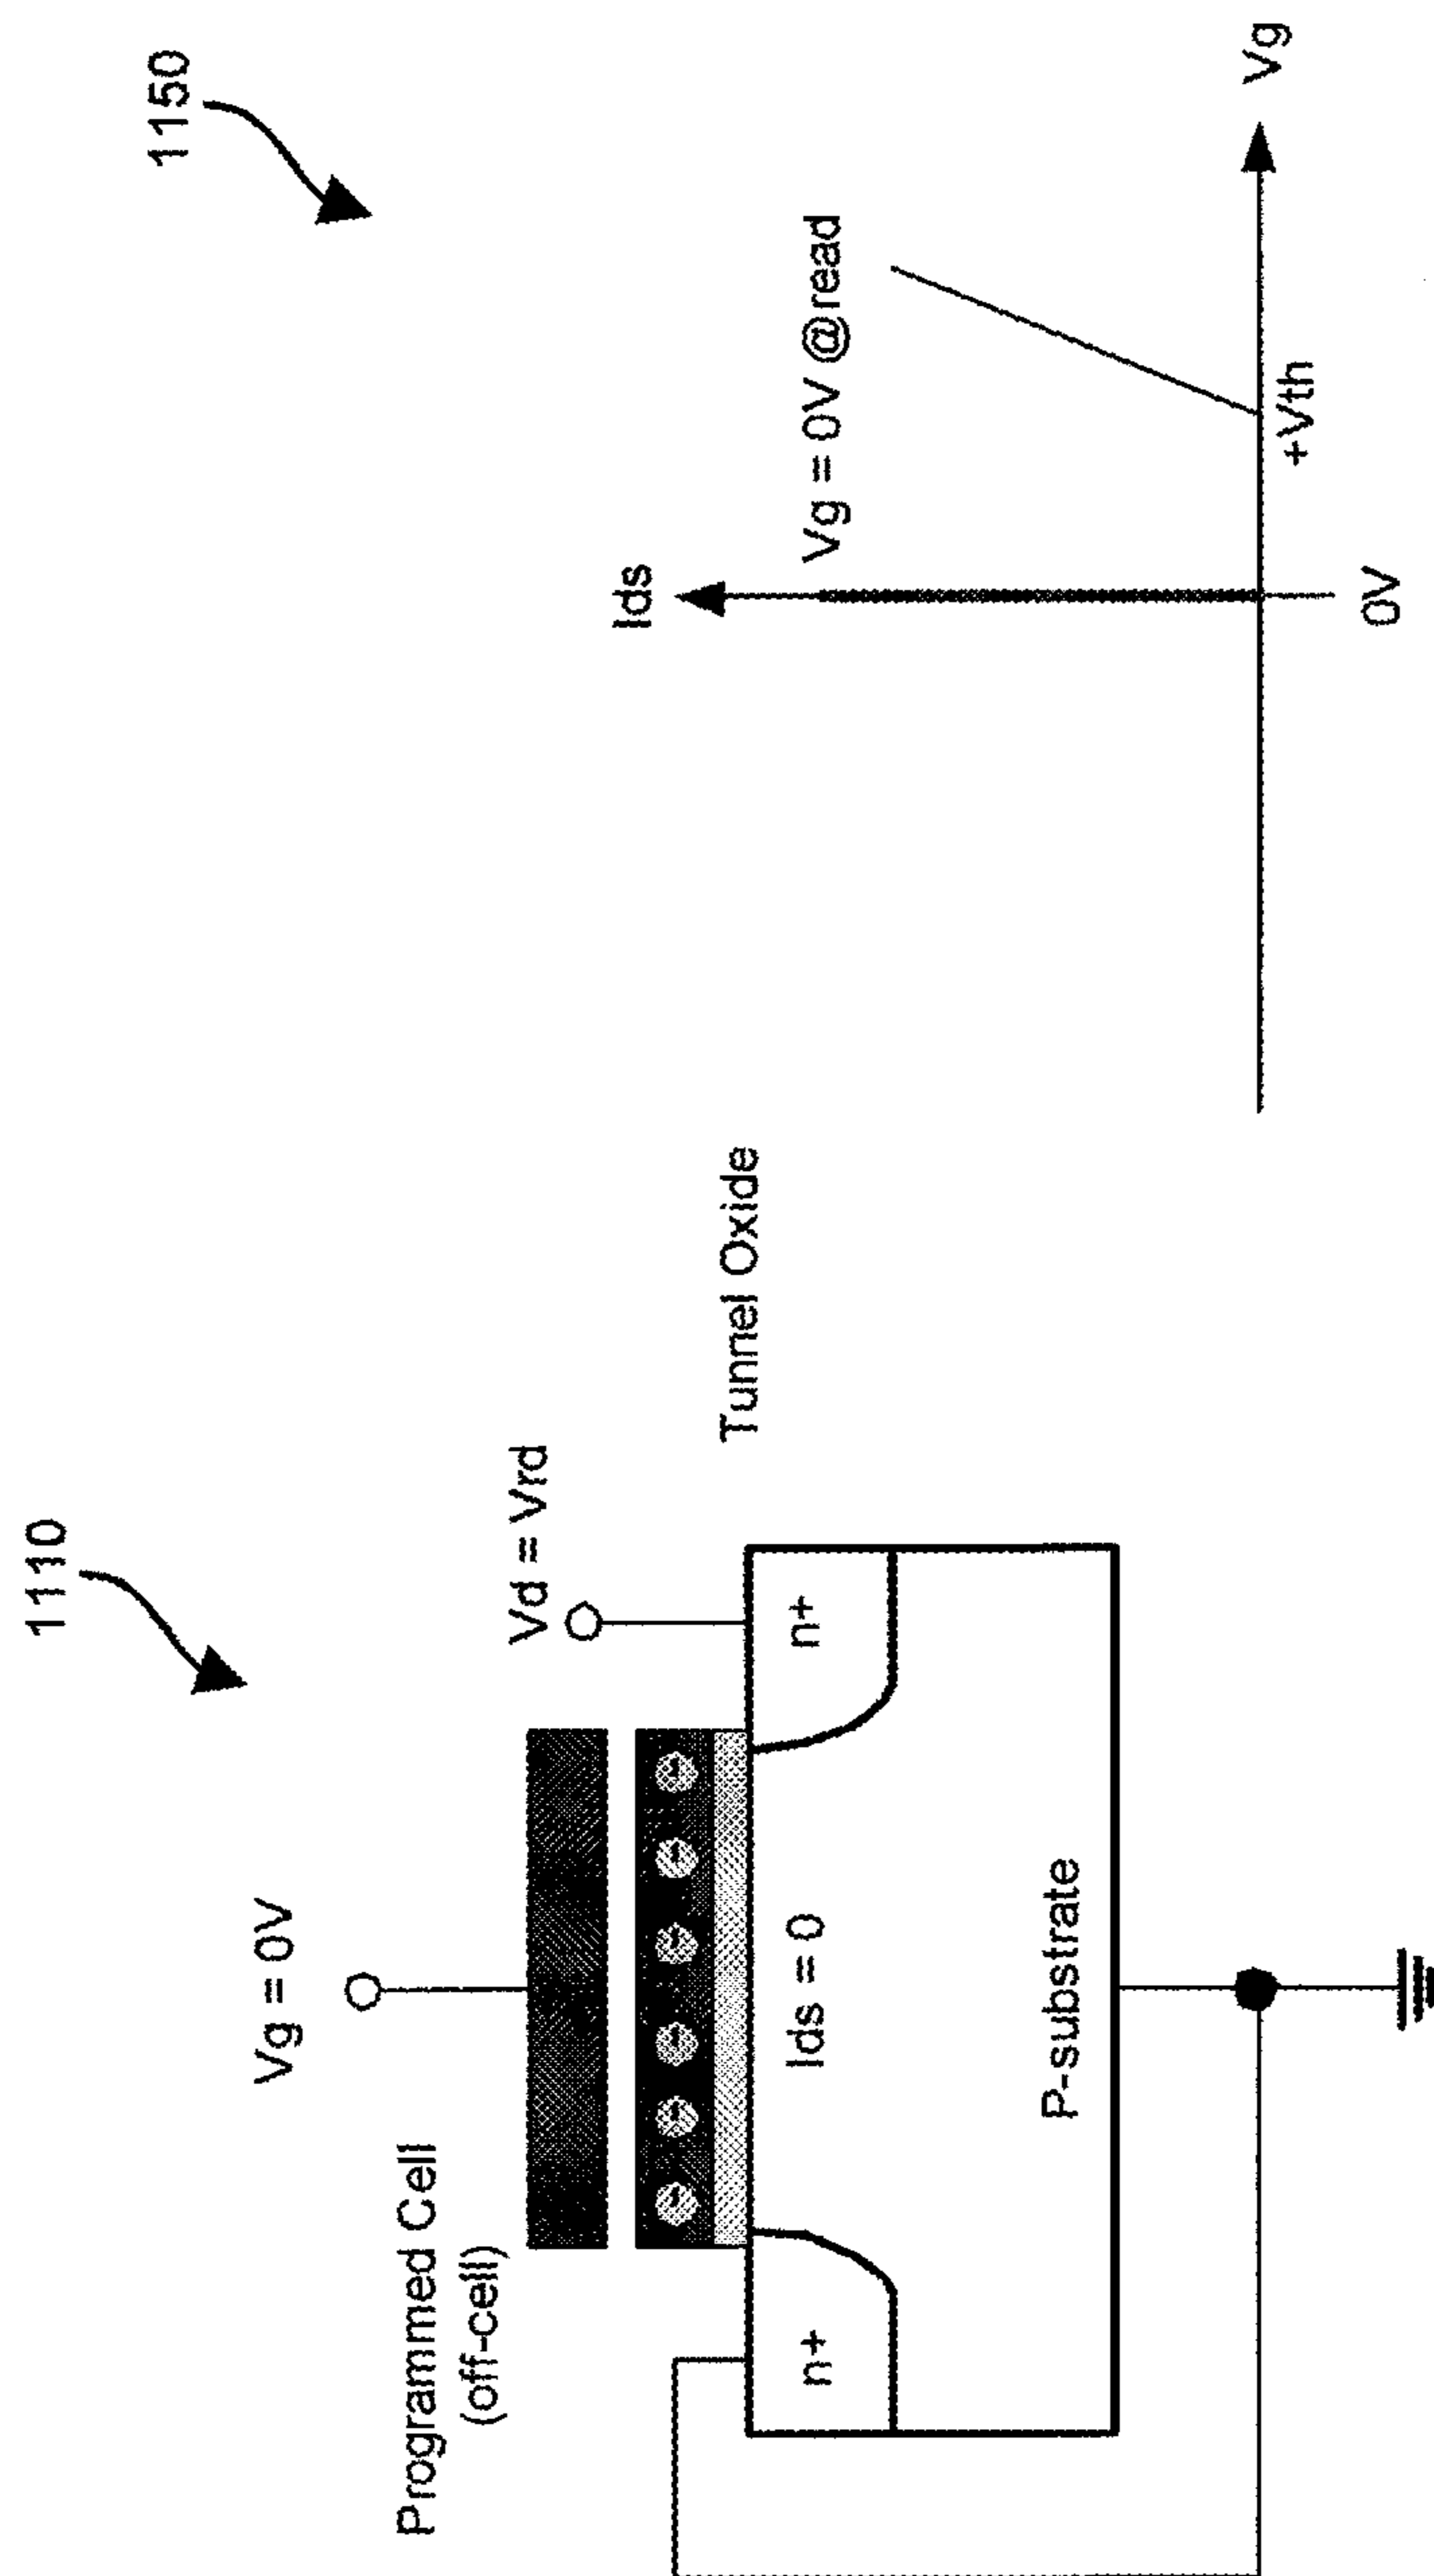 1110
Vg = 0V
Programmed Cell
(off-cell)
Vd = Vrd
Tunnel Oxide
- - - - - -
n+
Ids = 0
n+
P-substrate
1150
Ids
Vg = 0V @read
+Vth
Vg
0V